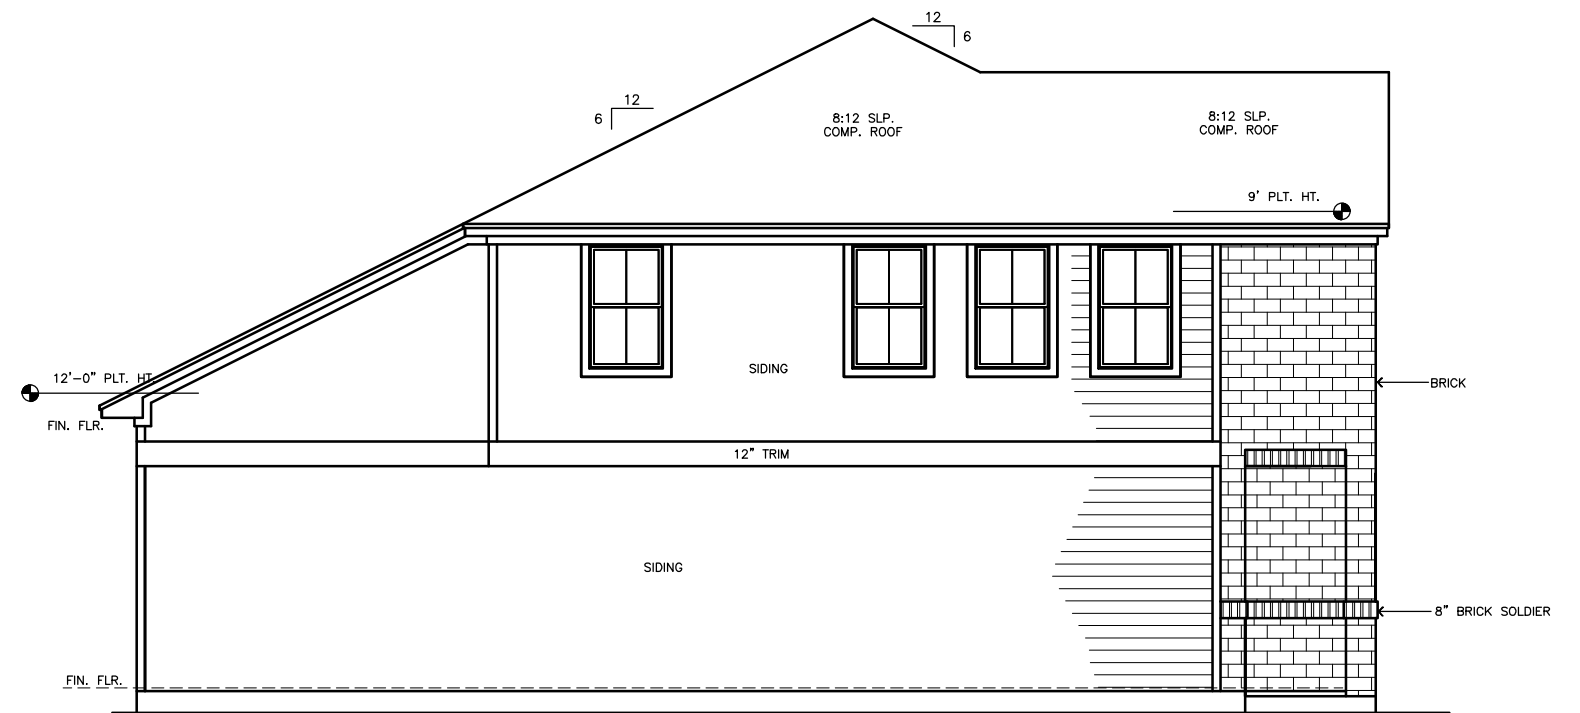 12
6
12
6
8:12 SLP.
COMP. ROOF
8:12 SLP.
COMP. ROOF
9' PLT. HT.
12'-0" PLT. HT.
FIN. FLR.
SIDING
BRICK
12" TRIM
SIDING
8" BRICK SOLDIER
FIN. FLR.